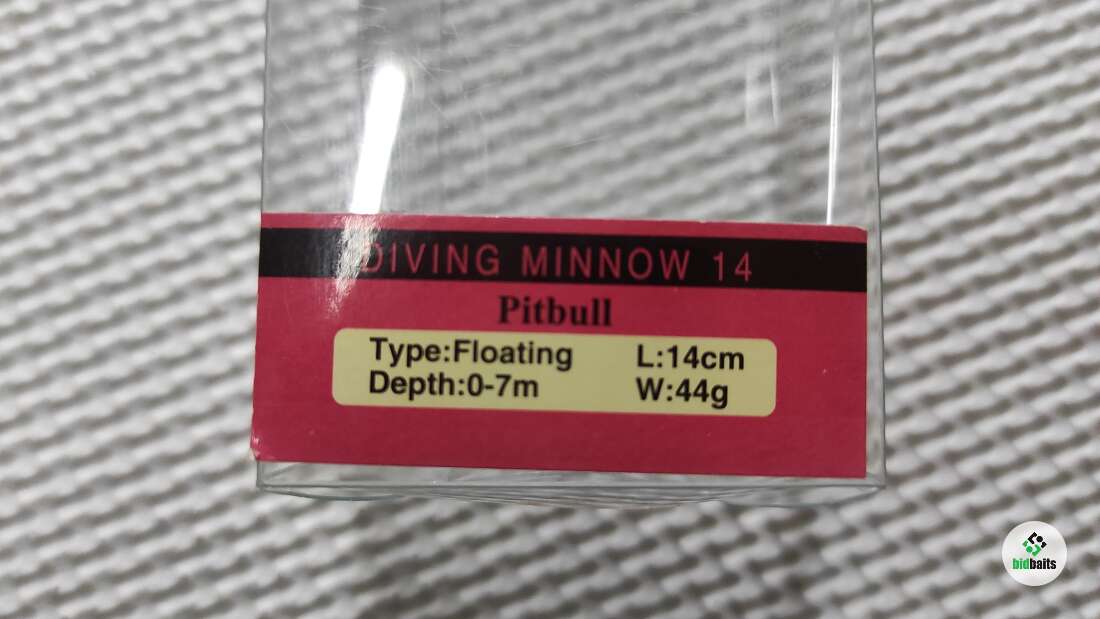 DIVING MINNOW 14
Pitbull
Type:Floating L:14cm
Depth:0-7m W:44g
bidbaits